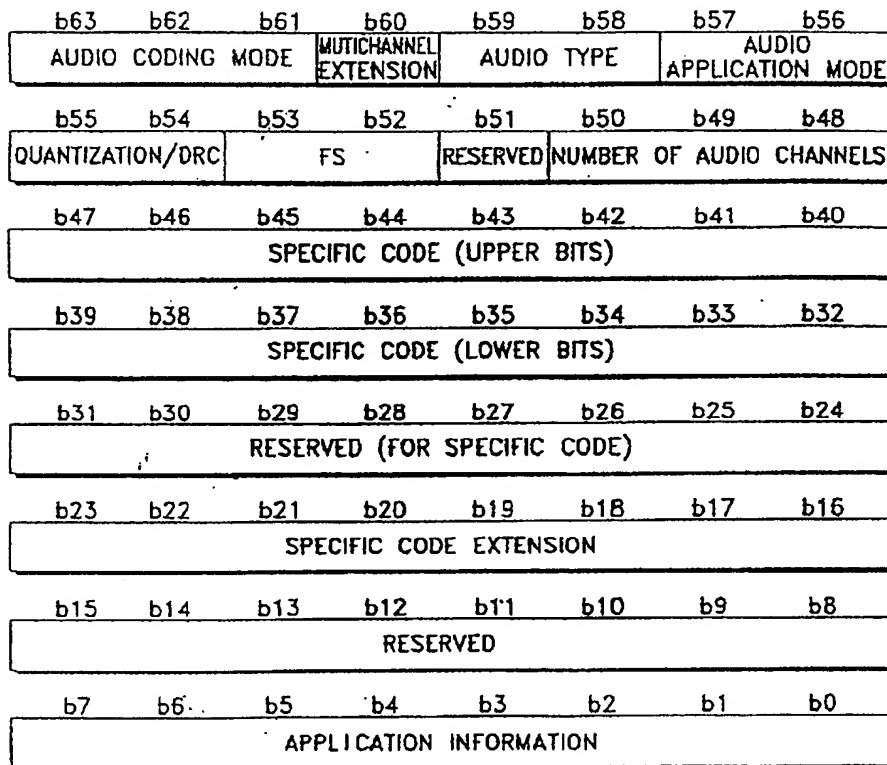 b63 b62 b61 b60 b59 b58 b57 b56
AUDIO CODING MODE
MUTICHANNEL
EXTENSION
AUDIO TYPE
AUDIO
APPLICATION MODE
b55 b54 b53 b52 b51 b50 b49 b48
QUANTIZATION/DRC
FS
RESERVED
NUMBER OF AUDIO CHANNELS
b47 b46 b45 b44 b43 b42 b41 b40
SPECIFIC CODE (UPPER BITS)
b39 b38 b37 b36 b35 b34 b33 b32
SPECIFIC CODE (LOWER BITS)
b31 b30 b29 b28 b27 b26 b25 b24
RESERVED (FOR SPECIFIC CODE)
b23 b22 b21 b20 b19 b18 b17 b16
SPECIFIC CODE EXTENSION
b15 b14 b13 b12 b11 b10 b9 b8
RESERVED
b7 b6 b5 b4 b3 b2 b1 b0
APPLICATION INFORMATION